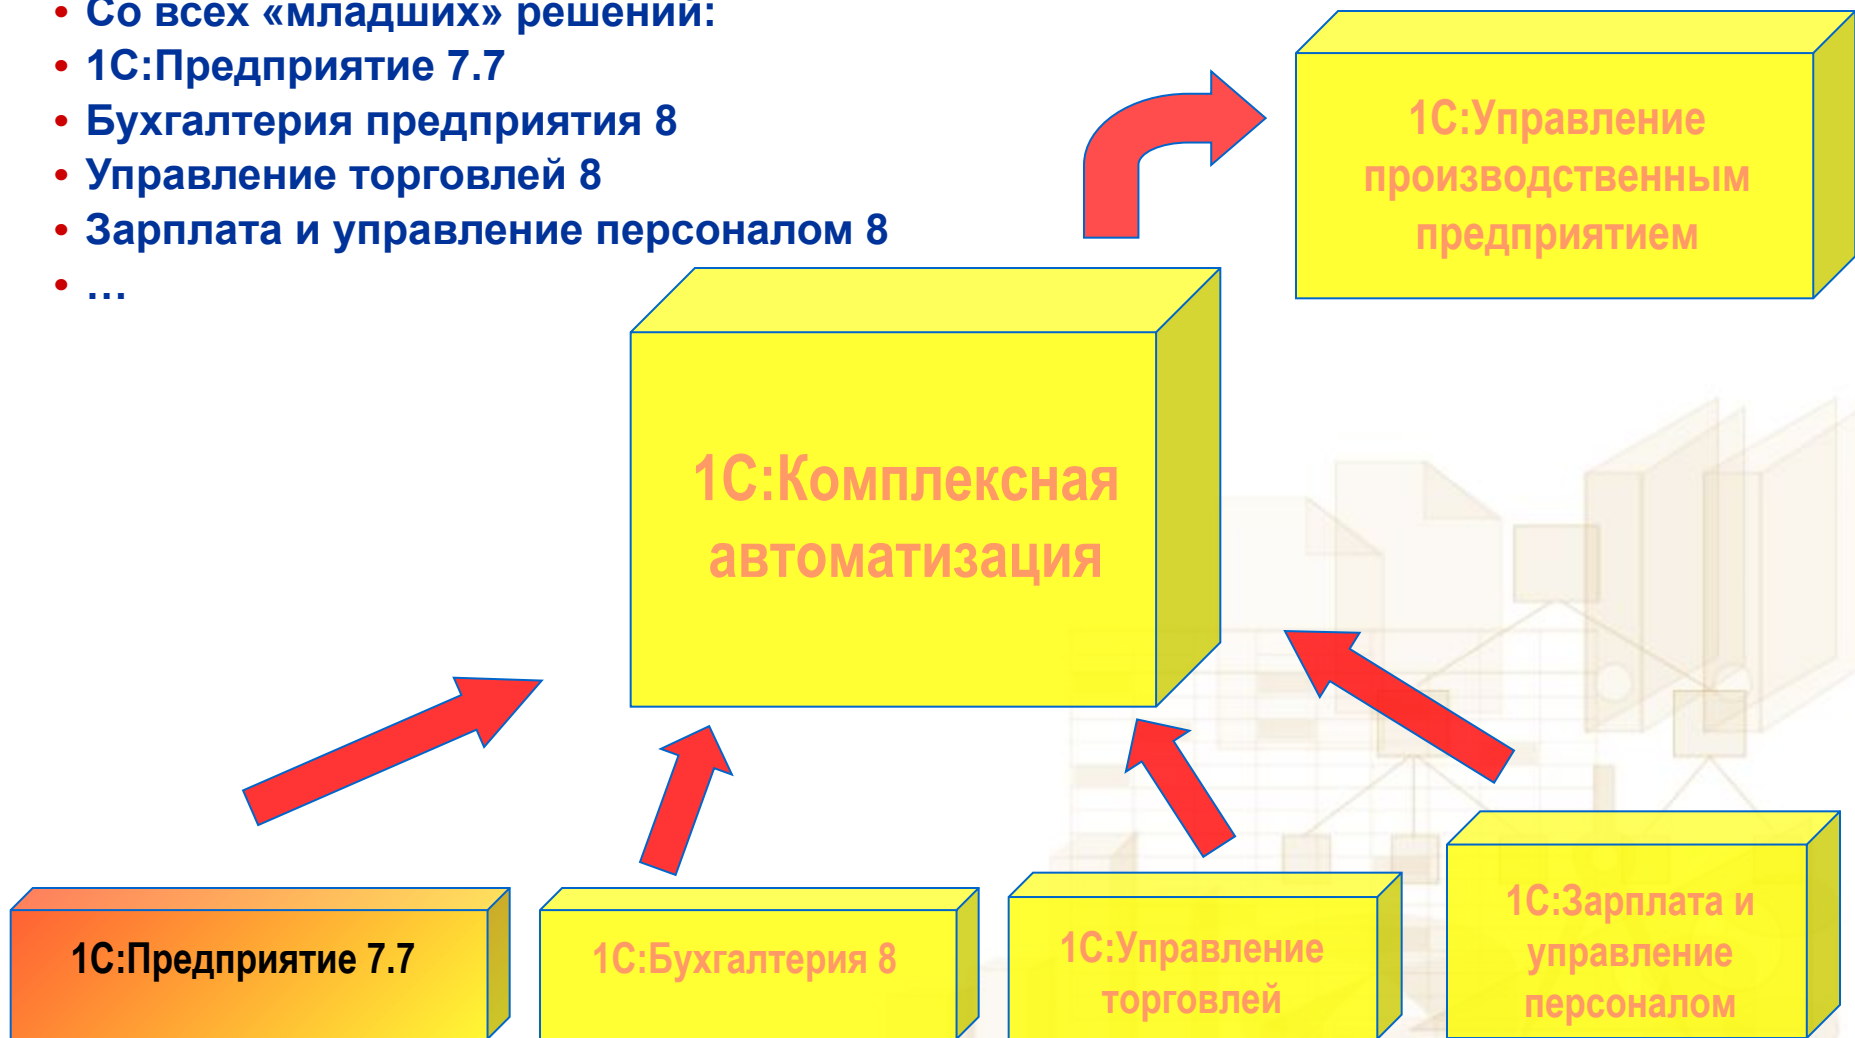 • Со всех «младших» решений:
• 1С:Предприятие 7.7
• Бухгалтерия предприятия 8
• Управление торговлей 8
• Зарплата и управление персоналом 8
• …
1С:Управление
производственным
предприятием
1С:Комплексная
автоматизация
1С:Предприятие 7.7
1С:Бухгалтерия 8
1С:Управление
торговлей
1С:Зарплата и
управление
персоналом